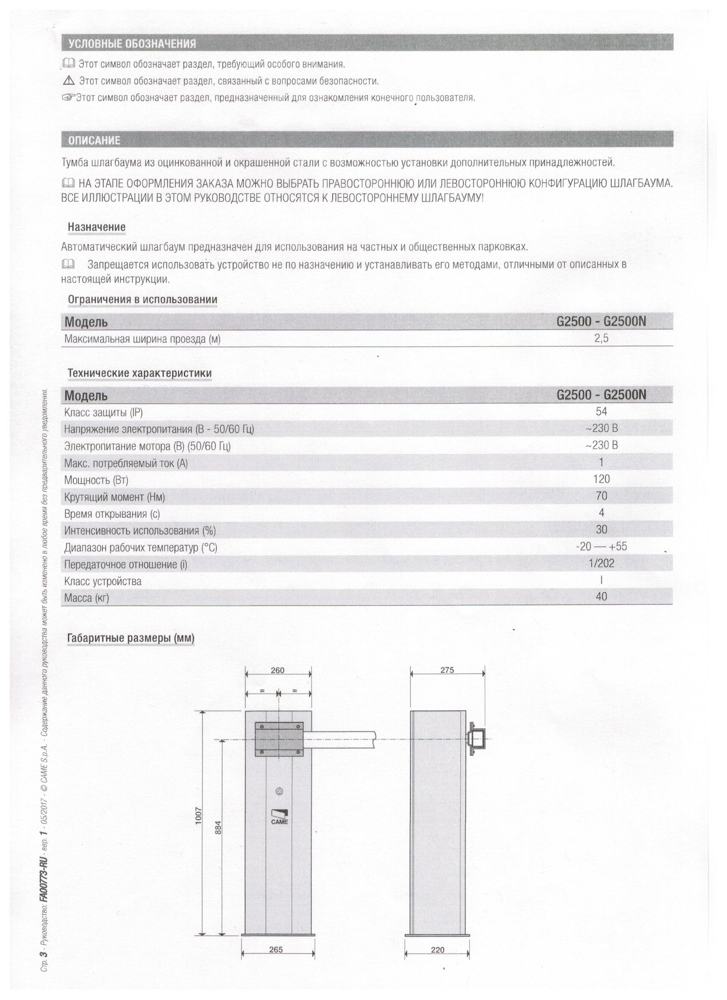 УСЛОВНЫЕ ОБОЗНАЧЕНИЯ
Этот символ обозначает раздел, требующий особого внимания.
Этот символ обозначает раздел, связанный с вопросами безопасности.
Этот символ обозначает раздел, предназначенный для ознакомления конечного пользователя.
ОПИСАНИЕ
Тумба шлагбаума из оцинкованной и окрашенной стали с возможностью установки дополнительных принадлежностей.
НА ЭТАПЕ ОФОРМЛЕНИЯ ЗАКАЗА МОЖНО ВЫБРАТЬ ПРАВОСТОРОННЮЮ ИЛИ ЛЕВОСТОРОННЮЮ КОНФИГУРАЦИЮ ШЛАГБАУМА.
ВСЕ ИЛЛЮСТРАЦИИ В ЭТОМ РУКОВОДСТВЕ ОТНОСЯТСЯ К ЛЕВОСТОРОННЕМУ ШЛАГБАУМУ!
Назначение
Автоматический шлагбаум предназначен для использования на частных и общественных парковках.
Запрещается использовать устройство не по назначению и устанавливать его методами, отличными от описанных в
настоящей инструкции.
Ограничения в использовании
Модель G2500 - G2500N
Максимальная ширина проезда (м) 2,5
Технические характеристики
Модель G2500 - G2500N
Класс защиты (IP) 54
Напряжение электропитания (В - 50/60 Гц) ~230 В
Электропитание мотора (В) (50/60 Гц) ~230 В
Макс. потребляемый ток (А) 1
Мощность (Вт) 120
Крутящий момент (Нм) 70
Время открывания (с) 4
Интенсивность использования (%) 30
Диапазон рабочих температур (°C) -20 — +55
Передаточное отношение (i) 1/202
Класс устройства I
Масса (кг) 40
Габаритные размеры (мм)
260
275
= =
1007
884
CAME
265
220
Стр. 3 - Руководство: FA00773-RU - вер. 1 - 05/2017 - © CAME S.p.A. - Содержание данного руководства может быть изменено в любое время без предварительного уведомления.